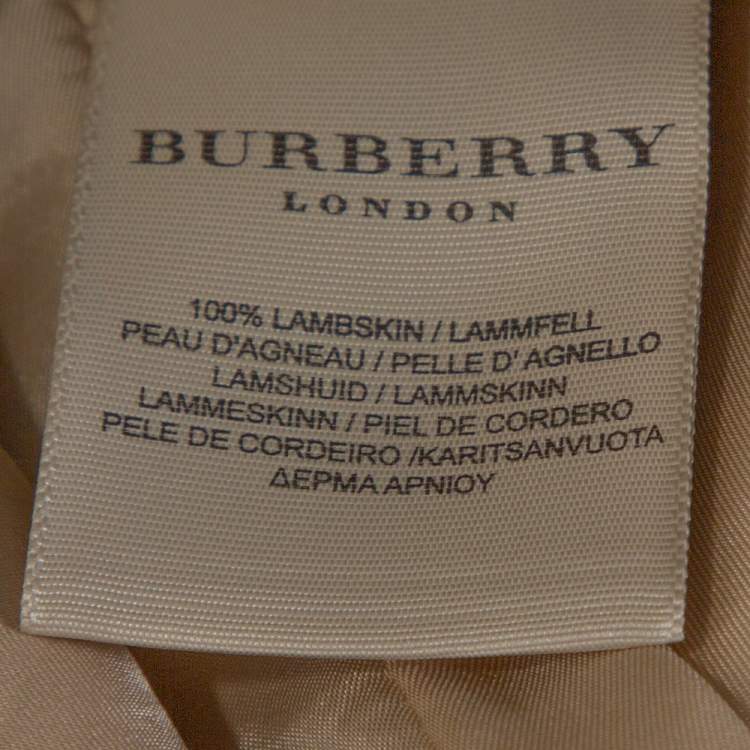 BURBERRY
LONDON
100% LAMBSKIN / LAMMFELL
PEAU D'AGNEAU / PELLE D'AGNELLO
LAMSHUID / LAMMSKINN
LAMMESKINN / PIEL DE CORDERO
PELE DE CORDEIRO /KARITSANVUOTA
ΔΕΡΜΑ ΑΡΝΙΟΥ